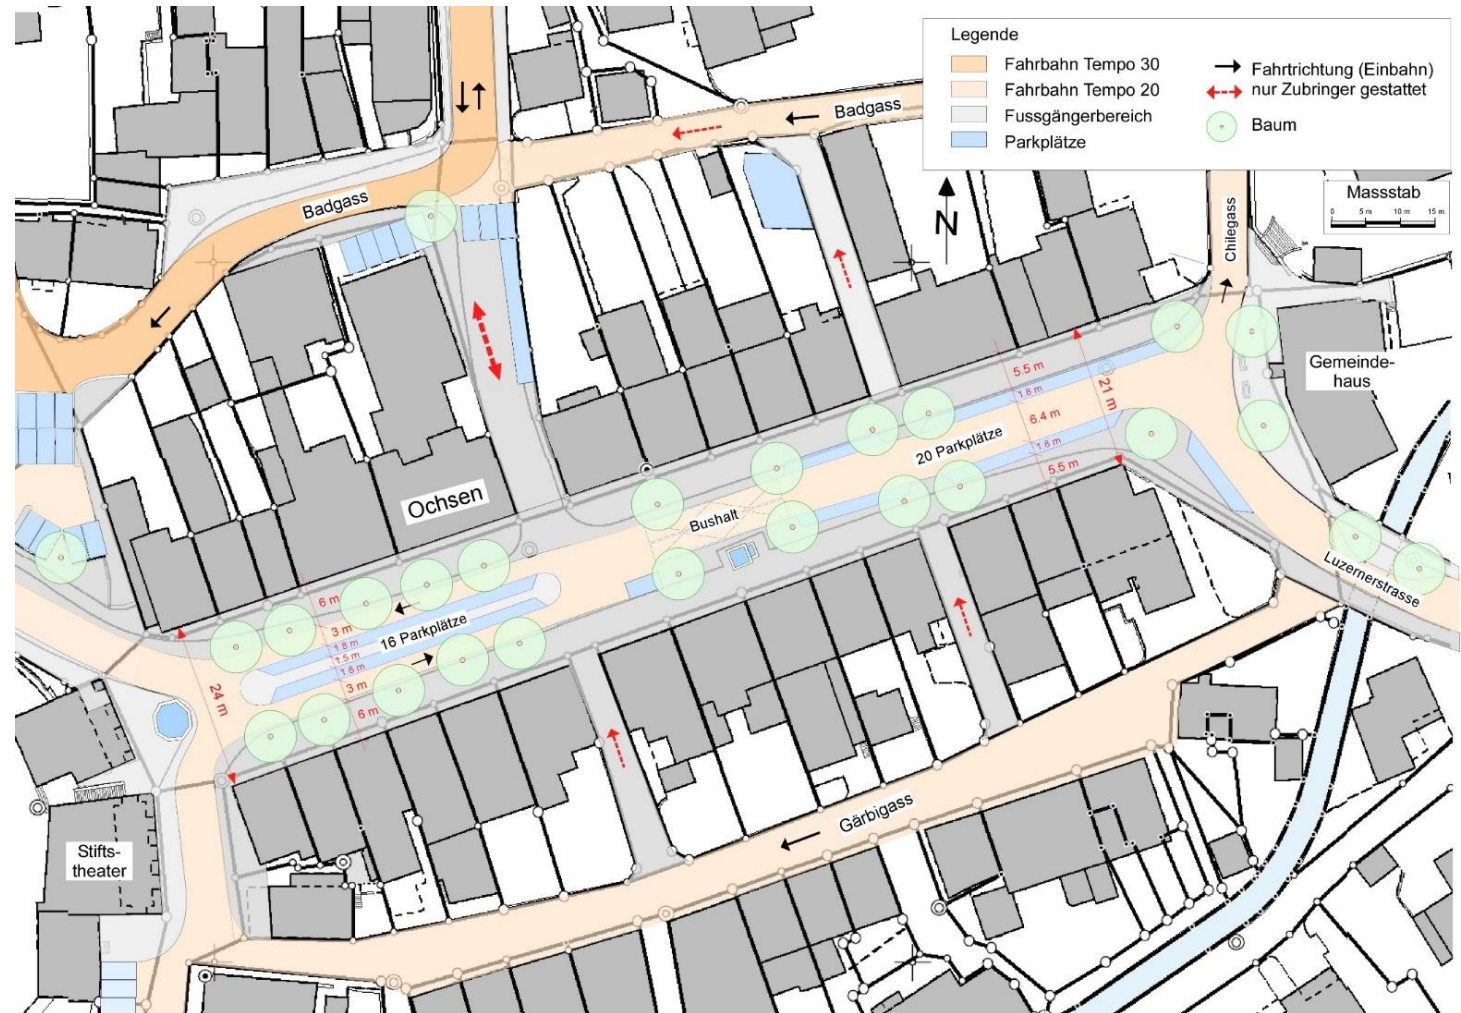 Legende
Fahrbahn Tempo 30
Fahrbahn Tempo 20
Fussgängerbereich
Parkplätze
Fahrtrichtung (Einbahn)
nur Zubringer gestattet
Baum
Massstab
0 5 m 10 m 15 m
N
Badgass
Badgass
Chilegass
Gemeinde-
haus
5.5 m
1.8 m
6.4 m
1.8 m
5.5 m
21 m
20 Parkplätze
Bushalt
Ochsen
Luzernerstrasse
6 m
3 m
1.8 m
1.5 m
1.8 m
3 m
6 m
16 Parkplätze
24 m
Gärbigass
Stifts-
theater